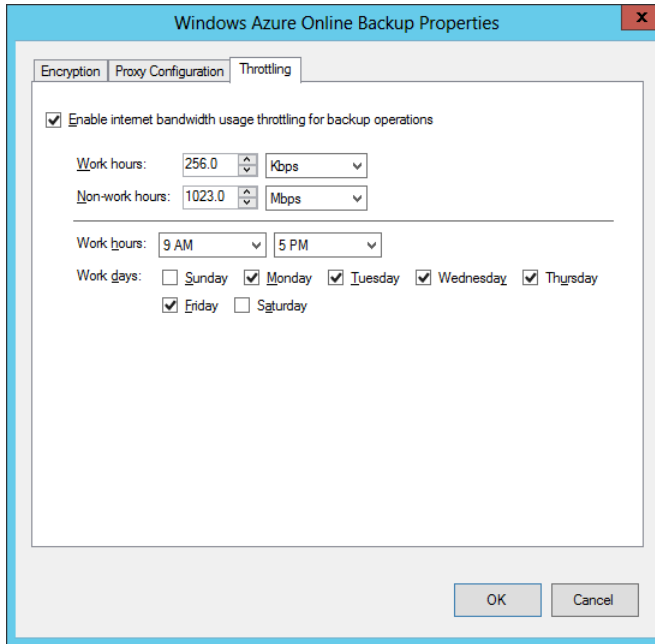 Windows Azure Online Backup Properties
x
Encryption Proxy Configuration Throttling
Enable internet bandwidth usage throttling for backup operations
Work hours: 256.0 Kbps
Non-work hours: 1023.0 Mbps
Work hours: 9 AM 5 PM
Work days: Sunday Monday Tuesday Wednesday Thursday
Friday Saturday
OK Cancel